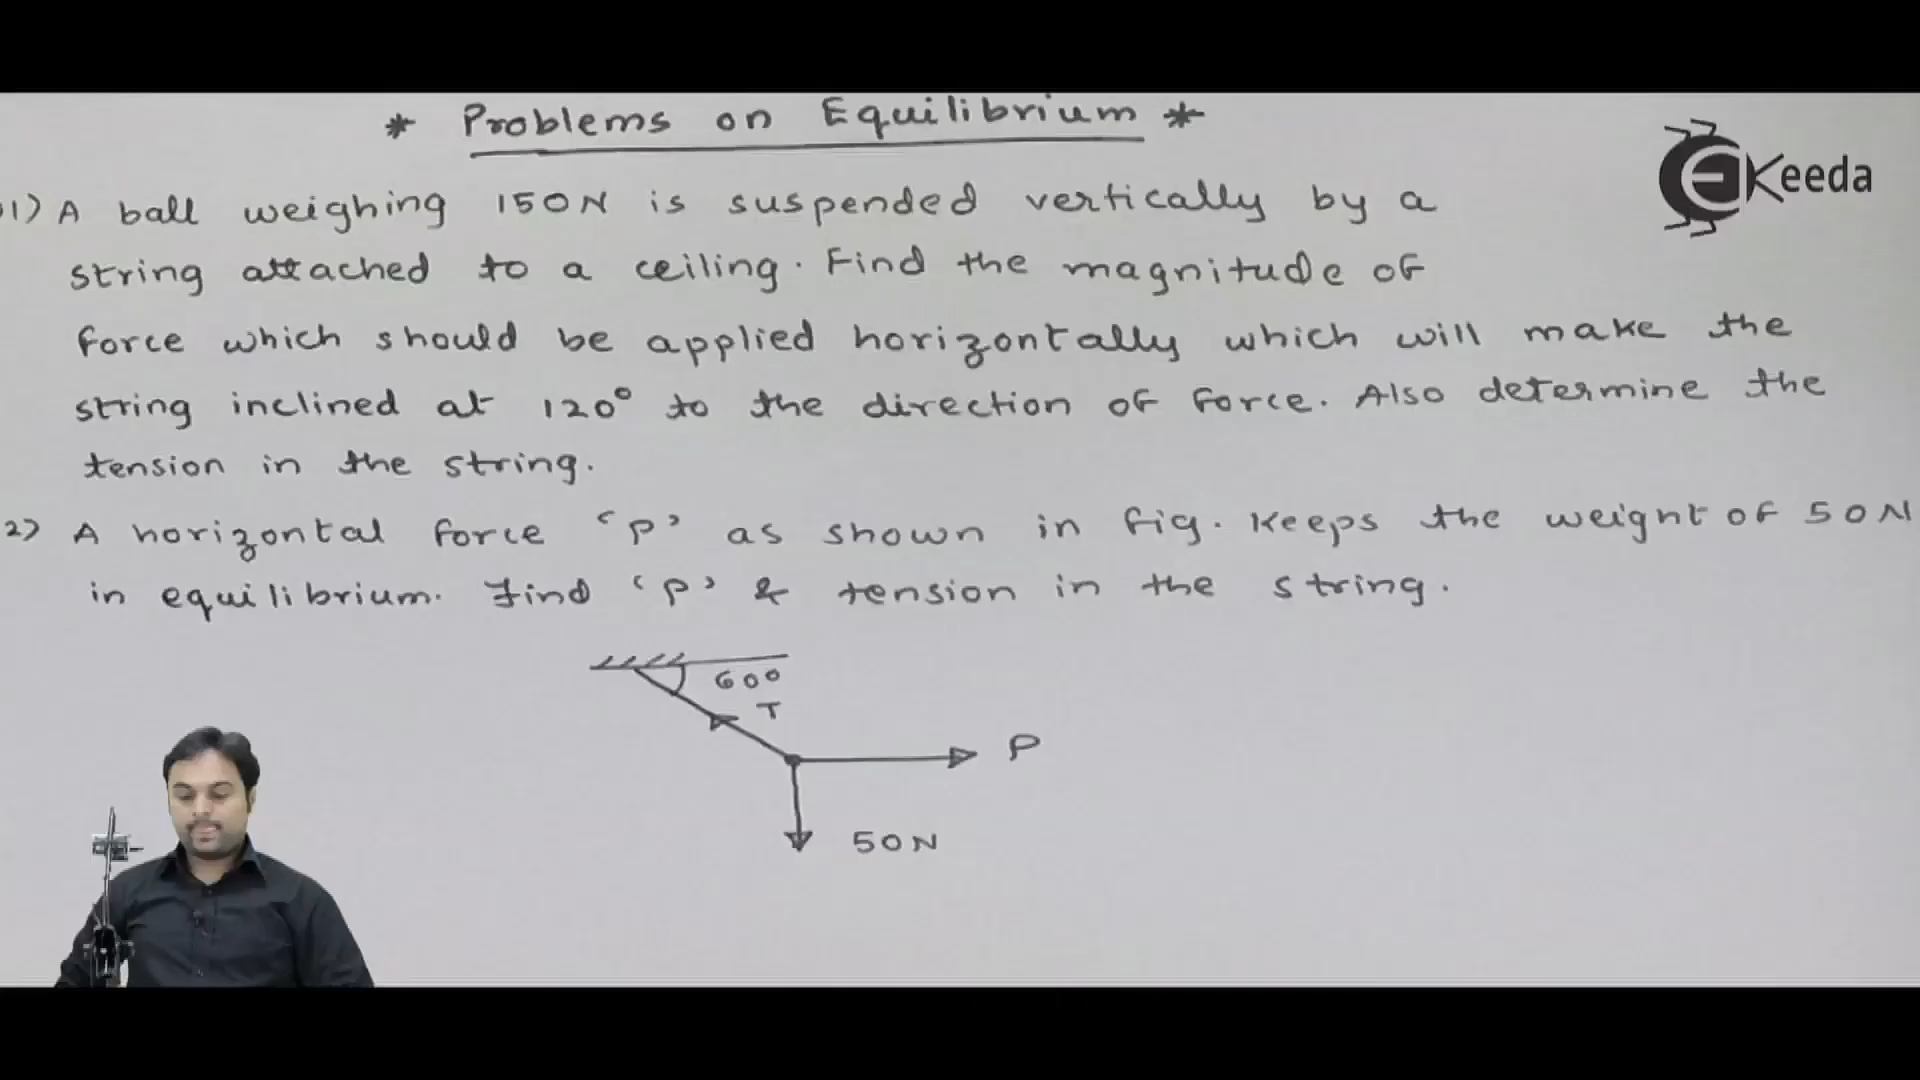 * Problems on Equilibrium *
EKeeda
1) A ball weighing 150N is suspended vertically by a
string attached to a ceiling. Find the magnitude of
force which should be applied horizontally which will make the
string inclined at 120° to the direction of force. Also determine the
tension in the string.
2) A horizontal force 'P' as shown in fig. Keeps the weight of 50N
in equilibrium. Find 'P' & tension in the string.
60°
T
P
50N